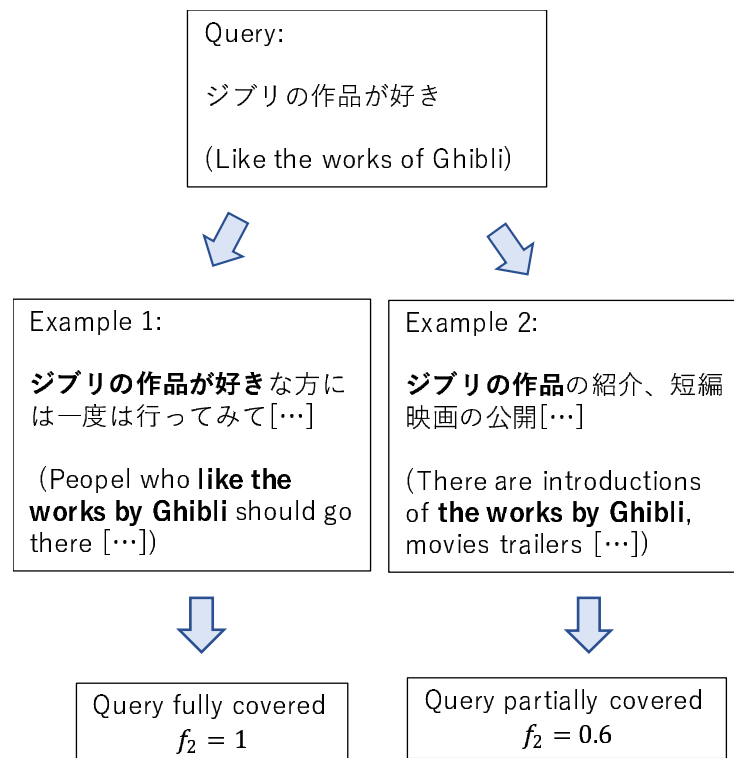 Query:
ジブリの作品が好き
(Like the works of Ghibli)
Example 1:
ジブリの作品が好きな方に
は一度は行ってみて[…]
(Peopel who like the
works by Ghibli should go
there […])
Example 2:
ジブリの作品の紹介、短編
映画の公開[…]
(There are introductions
of the works by Ghibli,
movies trailers […])
Query fully covered
f₂ = 1
Query partially covered
f₂ = 0.6